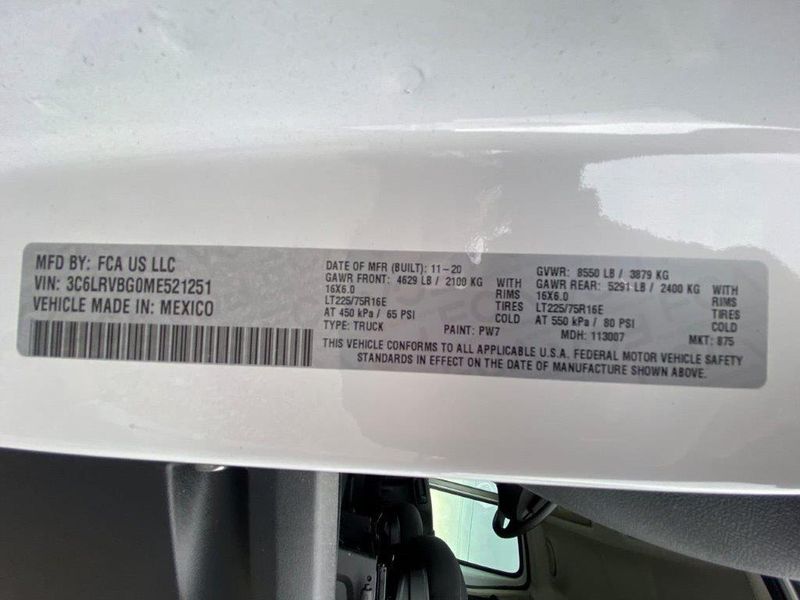 MFD BY: FCA US LLC
VIN: 3C6LRVBG0ME521251
VEHICLE MADE IN: MEXICO
DATE OF MFR (BUILT): 11-20
GAWR FRONT: 4629 LB / 2100 KG WITH
16X6.0 RIMS
LT225/75R16E TIRES
AT 450 kPa / 65 PSI COLD
TYPE: TRUCK PAINT: PW7
GVWR: 8550 LB / 3879 KG
GAWR REAR: 5291 LB / 2400 KG WITH
16X6.0 RIMS
LT225/75R16E TIRES
AT 550 kPa / 80 PSI COLD
MDH: 113007 MKT: 875
THIS VEHICLE CONFORMS TO ALL APPLICABLE U.S.A. FEDERAL MOTOR VEHICLE SAFETY
STANDARDS IN EFFECT ON THE DATE OF MANUFACTURE SHOWN ABOVE.